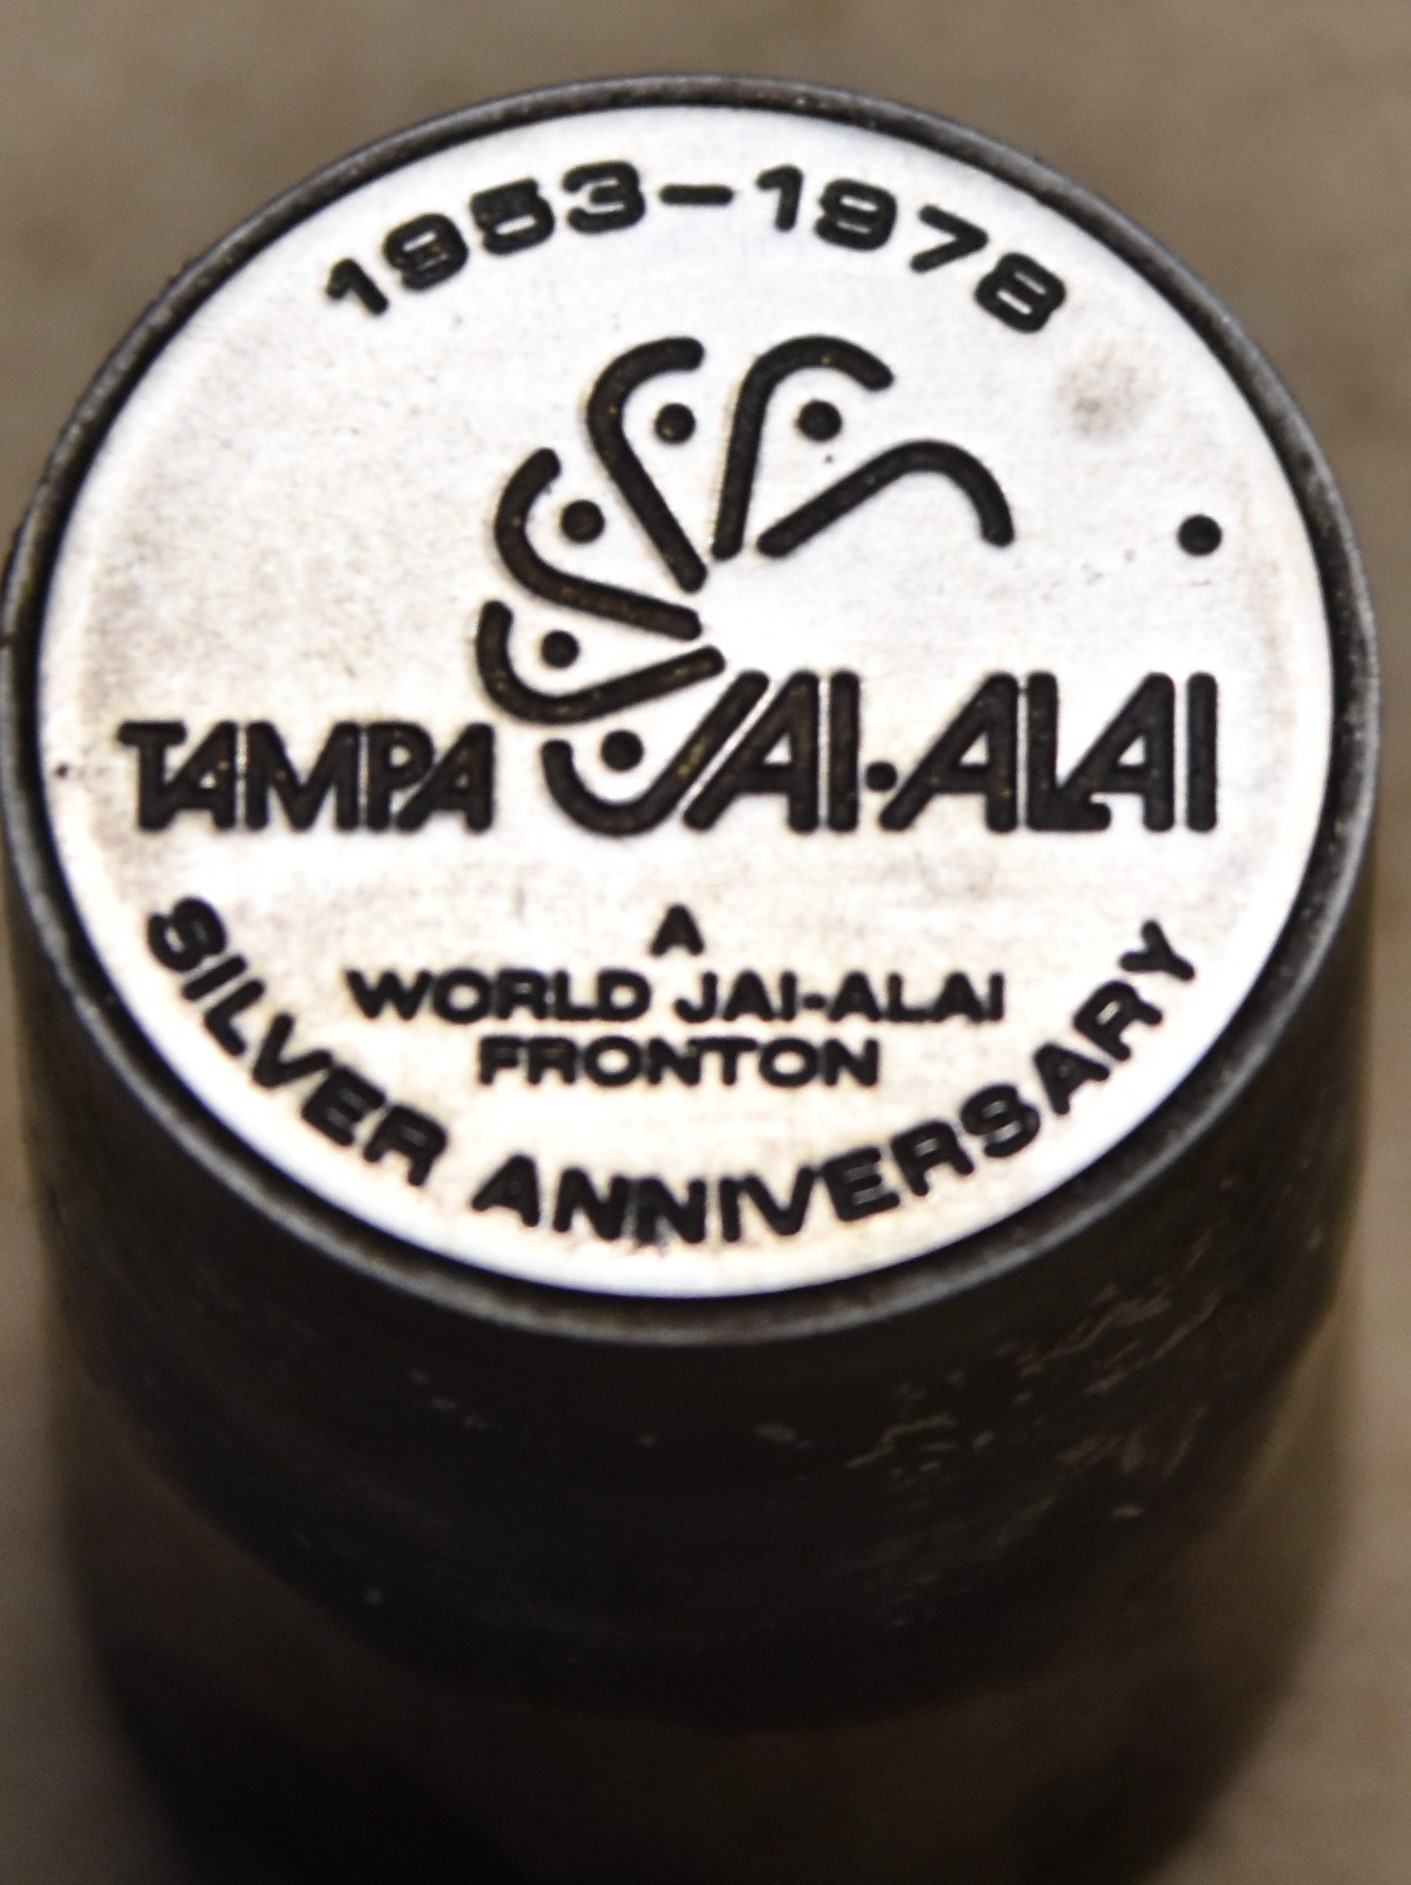 1953-1978
TAMPA JAI·ALAI
A
WORLD JAI-ALAI
FRONTON
SILVER ANNIVERSARY